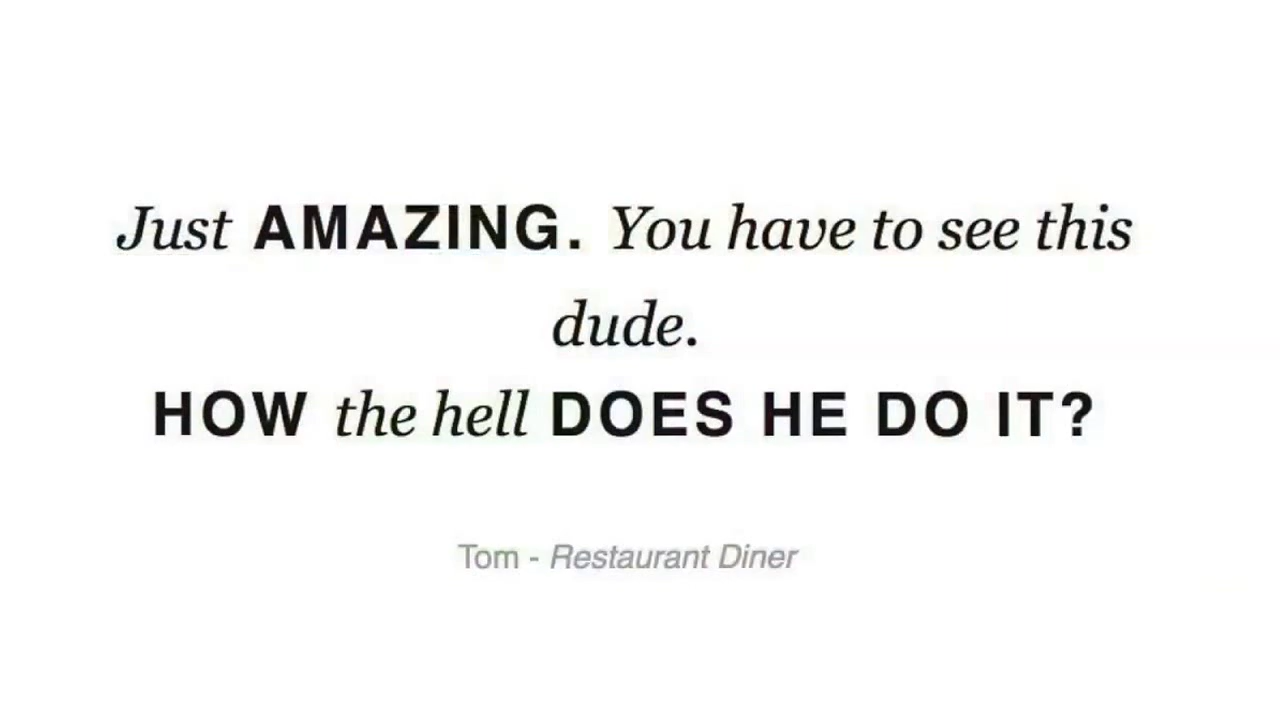 Just AMAZING. You have to see this
dude.
HOW the hell DOES HE DO IT?
Tom - Restaurant Diner